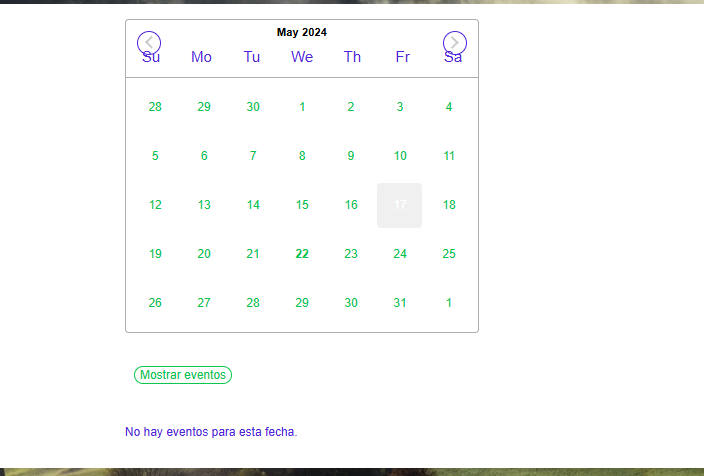 May 2024
Su Mo Tu We Th Fr Sa
28 29 30 1 2 3 4
5 6 7 8 9 10 11
12 13 14 15 16 17 18
19 20 21 22 23 24 25
26 27 28 29 30 31 1
Mostrar eventos
No hay eventos para esta fecha.